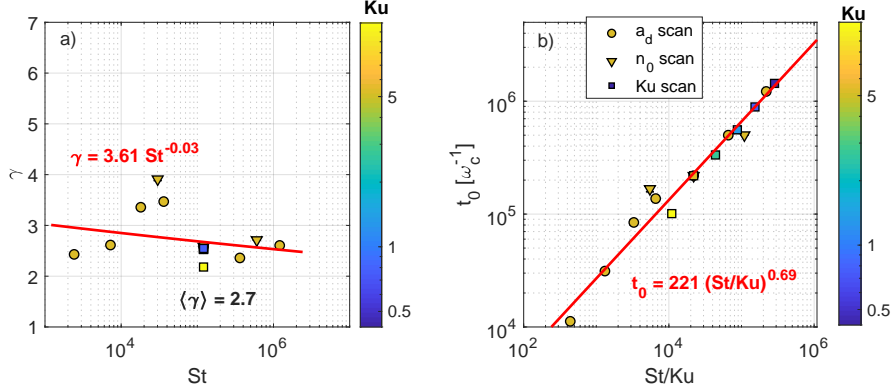 Ku
a)
7
6
5
4
3
2
1
γ
γ = 3.61 St^-0.03
⟨γ⟩ = 2.7
10^4
10^6
St
5
1
0.5
Ku
b)
a_d scan
n_0 scan
Ku scan
10^6
10^5
10^4
t_0 [ω_c^-1]
t_0 = 221 (St/Ku)^0.69
10^2
10^4
10^6
St/Ku
5
1
0.5